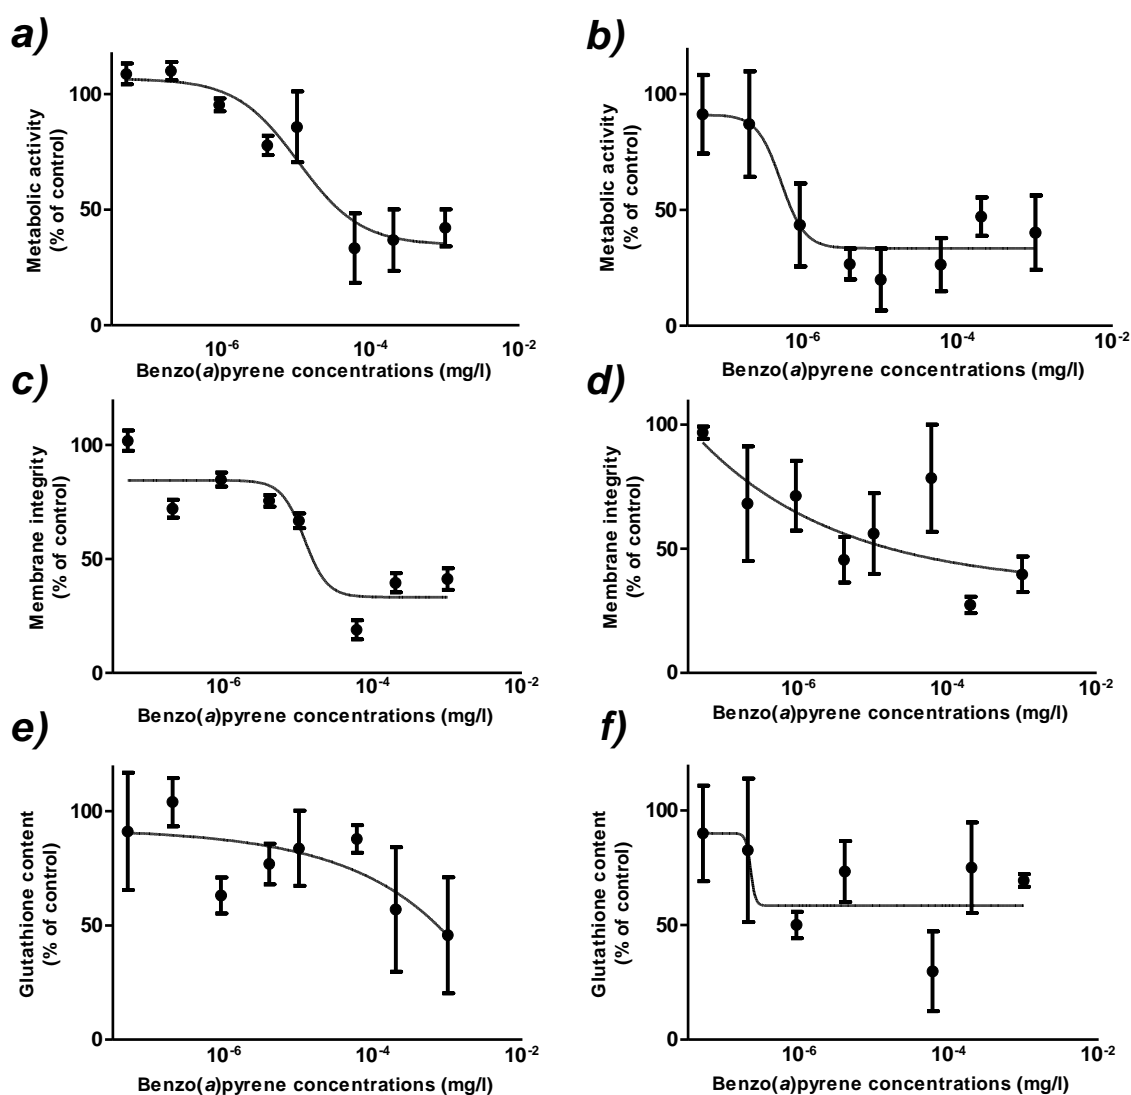 a)
Metabolic activity
(% of control)
100
50
0
10-6
10-4
10-2
Benzo(a)pyrene concentrations (mg/l)
b)
Metabolic activity
(% of control)
100
50
0
10-6
10-4
10-2
Benzo(a)pyrene concentrations (mg/l)
c)
Membrane integrity
(% of control)
100
50
0
10-6
10-4
10-2
Benzo(a)pyrene concentrations (mg/l)
d)
Membrane integrity
(% of control)
100
50
0
10-6
10-4
10-2
Benzo(a)pyrene concentrations (mg/l)
e)
Glutathione content
(% of control)
100
50
0
10-6
10-4
10-2
Benzo(a)pyrene concentrations (mg/l)
f)
Glutathione content
(% of control)
100
50
0
10-6
10-4
10-2
Benzo(a)pyrene concentrations (mg/l)